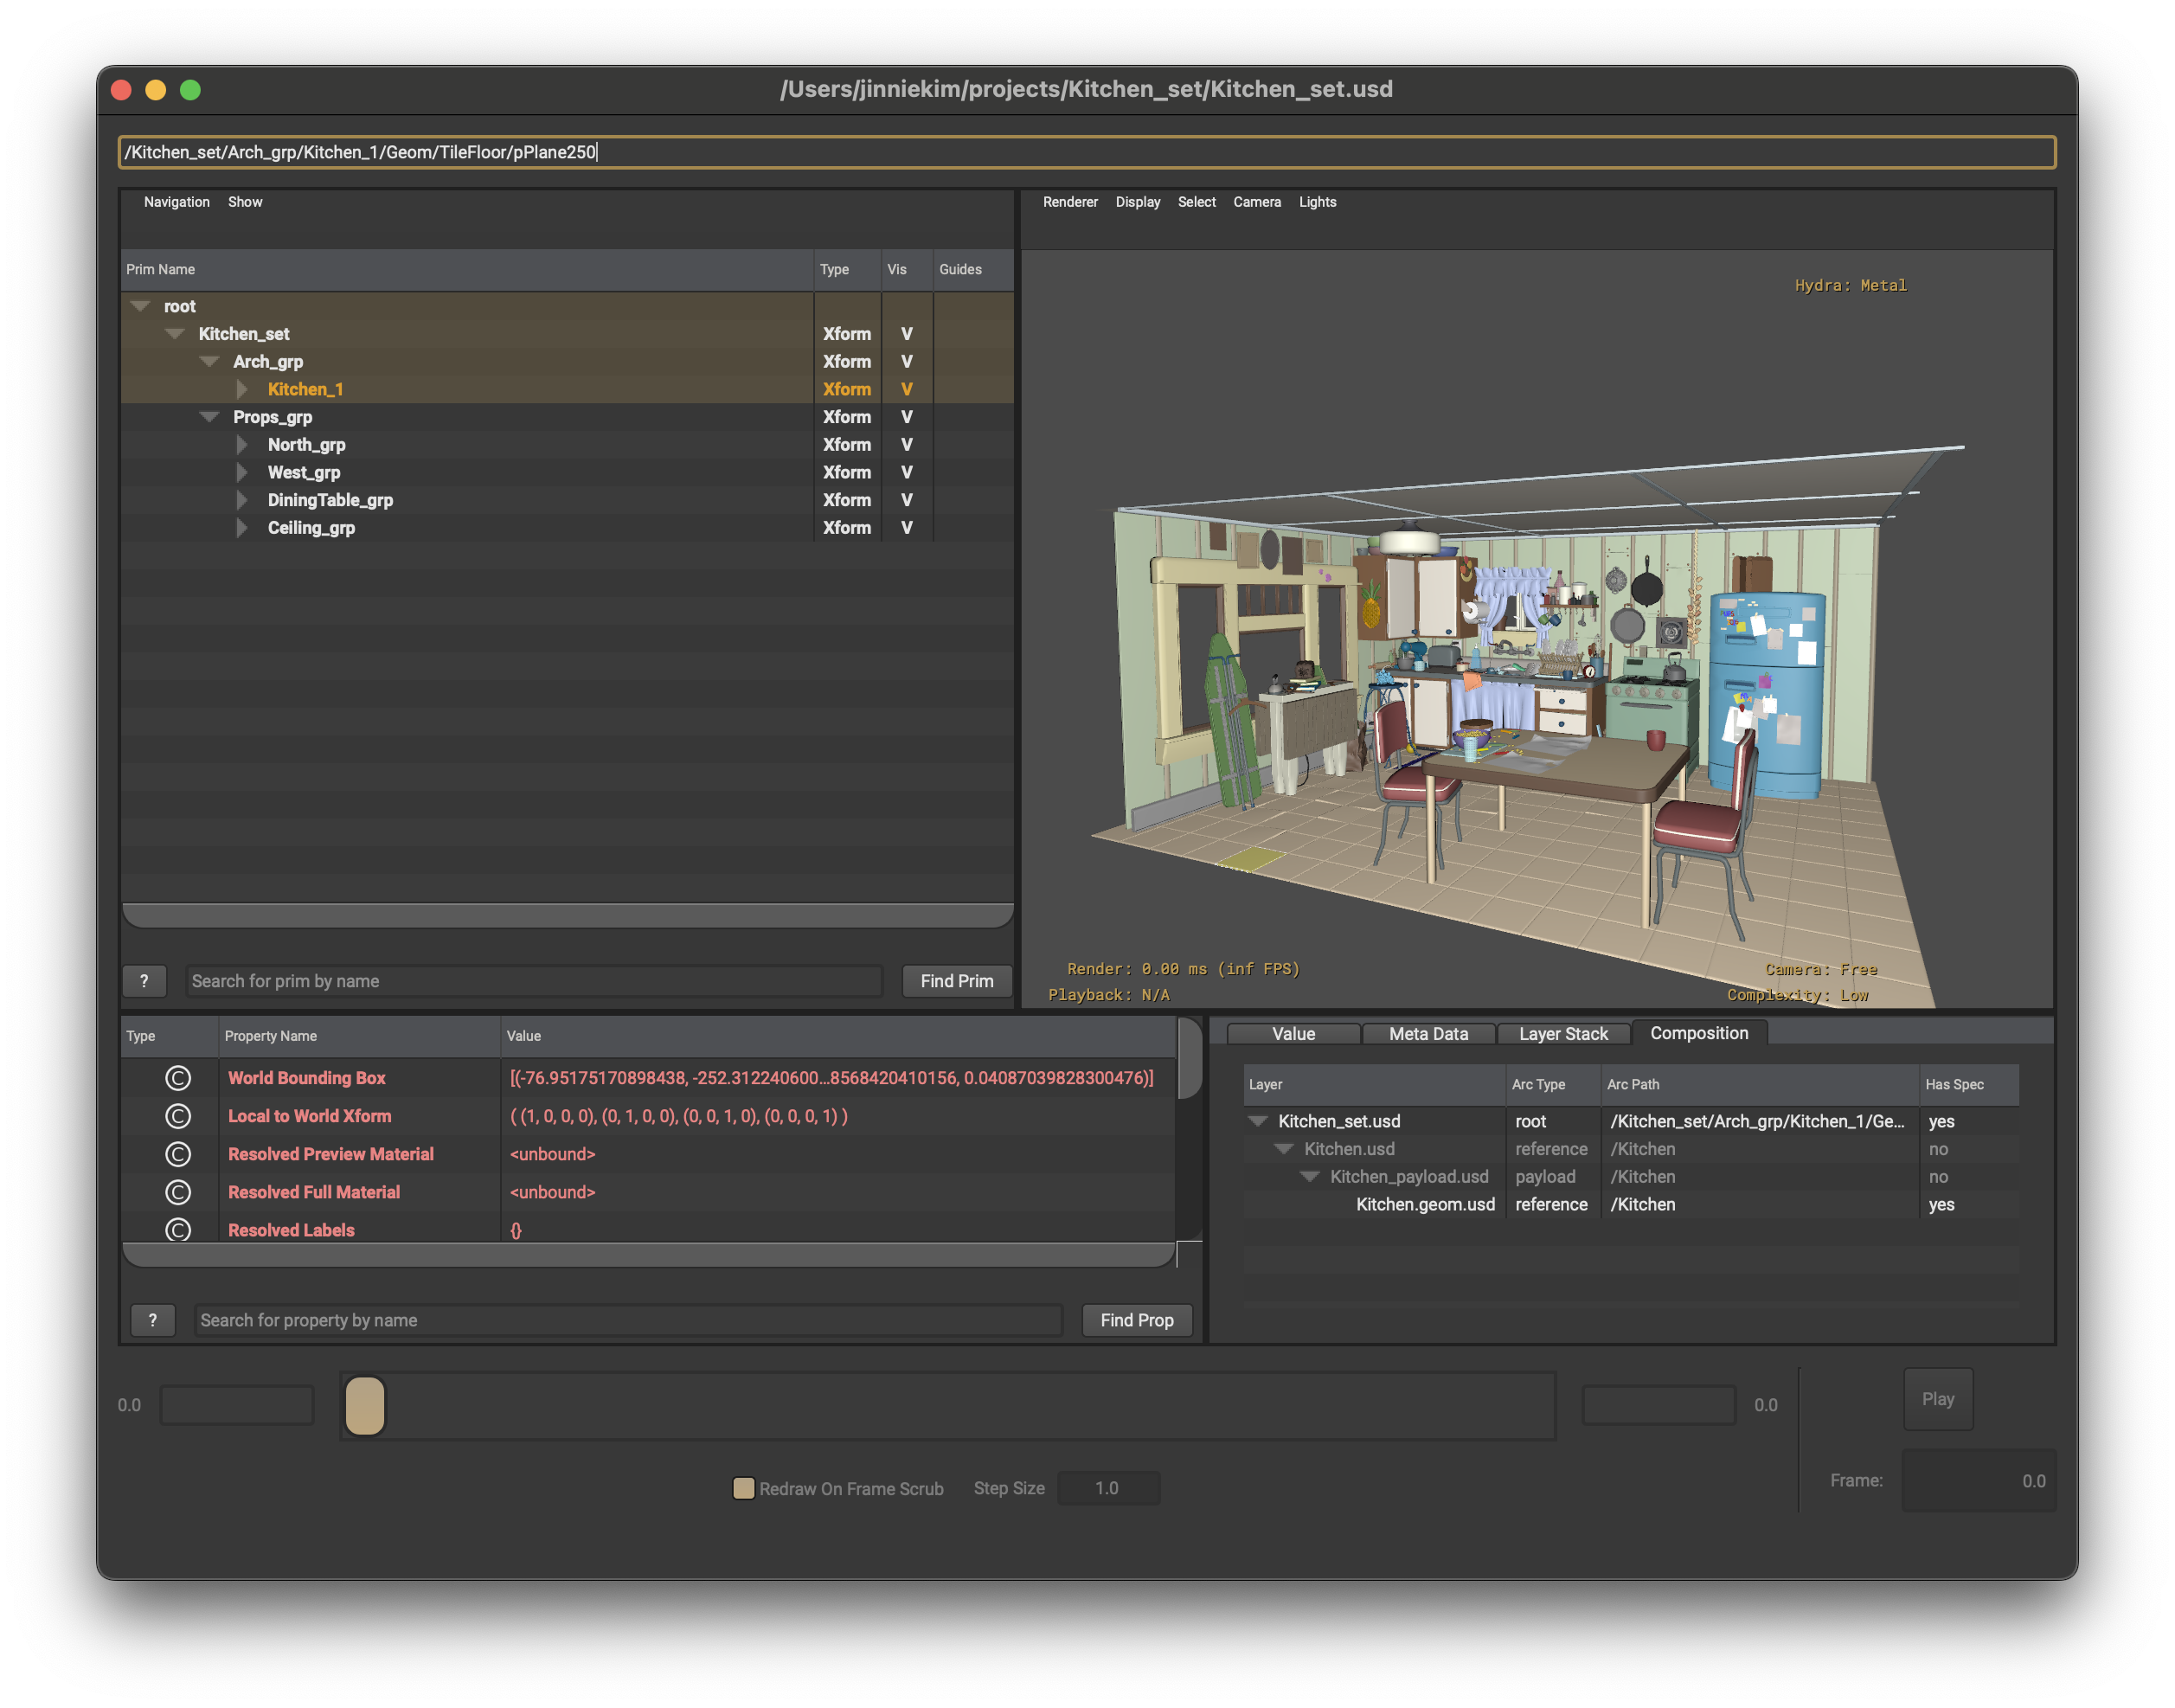 /Users/jinniekim/projects/Kitchen_set/Kitchen_set.usd
/Kitchen_set/Arch_grp/Kitchen_1/Geom/TileFloor/pPlane250
Navigation Show
Prim Name Type Vis Guides
root
Kitchen_set Xform V
Arch_grp Xform V
Kitchen_1 Xform V
Props_grp Xform V
North_grp Xform V
West_grp Xform V
DiningTable_grp Xform V
Ceiling_grp Xform V
? Search for prim by name Find Prim
Renderer Display Select Camera Lights
Hydra: Metal
Render: 0.00 ms (inf FPS) Camera: Free
Playback: N/A Complexity: Low
Type Property Name Value
C World Bounding Box [(-76.95175170898438, -252.312240600...8568420410156, 0.04087039828300476)]
C Local to World Xform ( (1, 0, 0, 0), (0, 1, 0, 0), (0, 0, 1, 0), (0, 0, 0, 1) )
C Resolved Preview Material <unbound>
C Resolved Full Material <unbound>
C Resolved Labels {}
? Search for property by name Find Prop
Value Meta Data Layer Stack Composition
Layer Arc Type Arc Path Has Spec
Kitchen_set.usd root /Kitchen_set/Arch_grp/Kitchen_1/Ge... yes
Kitchen.usd reference /Kitchen no
Kitchen_payload.usd payload /Kitchen no
Kitchen.geom.usd reference /Kitchen yes
0.0 0.0 Play
Redraw On Frame Scrub Step Size 1.0 Frame: 0.0